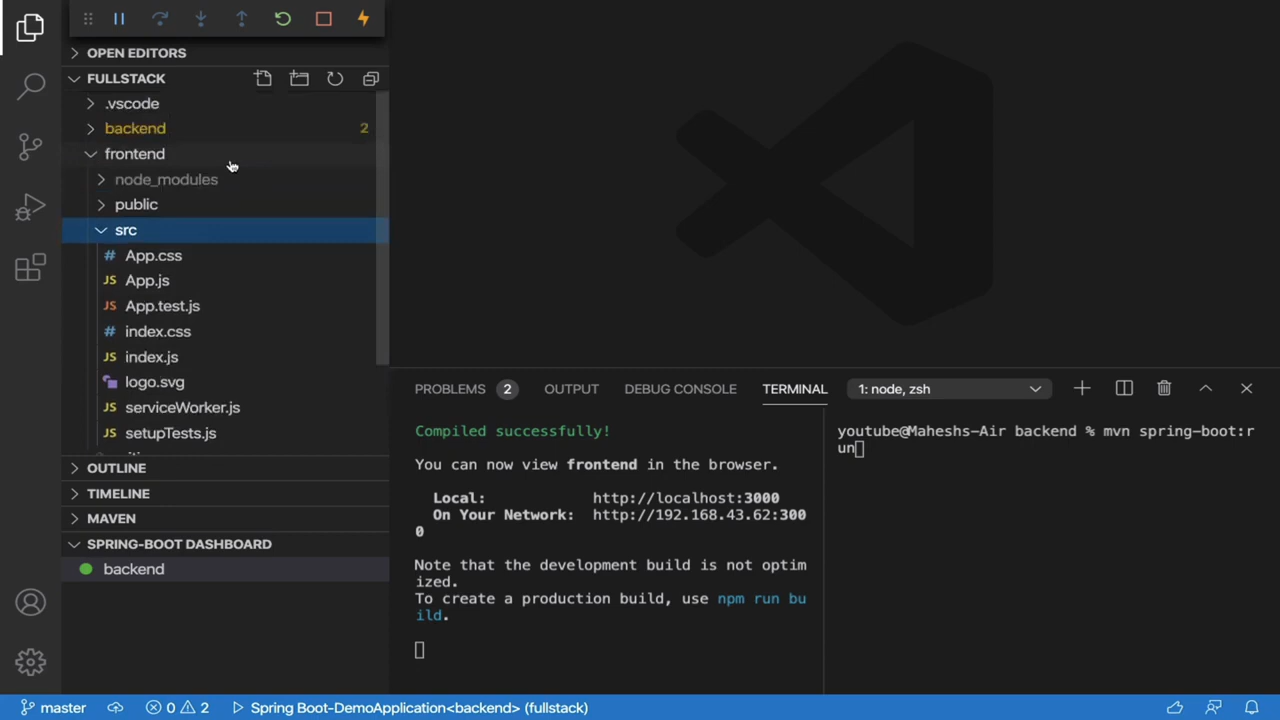 OPEN EDITORS
FULLSTACK
.vscode
backend
2
frontend
node_modules
public
src
# App.css
JS App.js
JS App.test.js
# index.css
JS index.js
logo.svg
JS serviceWorker.js
JS setupTests.js
OUTLINE
TIMELINE
MAVEN
SPRING-BOOT DASHBOARD
backend
PROBLEMS 2 OUTPUT DEBUG CONSOLE TERMINAL 1: node, zsh
Compiled successfully!
You can now view frontend in the browser.
Local: http://localhost:3000
On Your Network: http://192.168.43.62:300
0
Note that the development build is not optim
ized.
To create a production build, use npm run bu
ild.
youtube@Maheshs-Air backend % mvn spring-boot:r
un
master 0 2 Spring Boot-DemoApplication<backend> (fullstack)